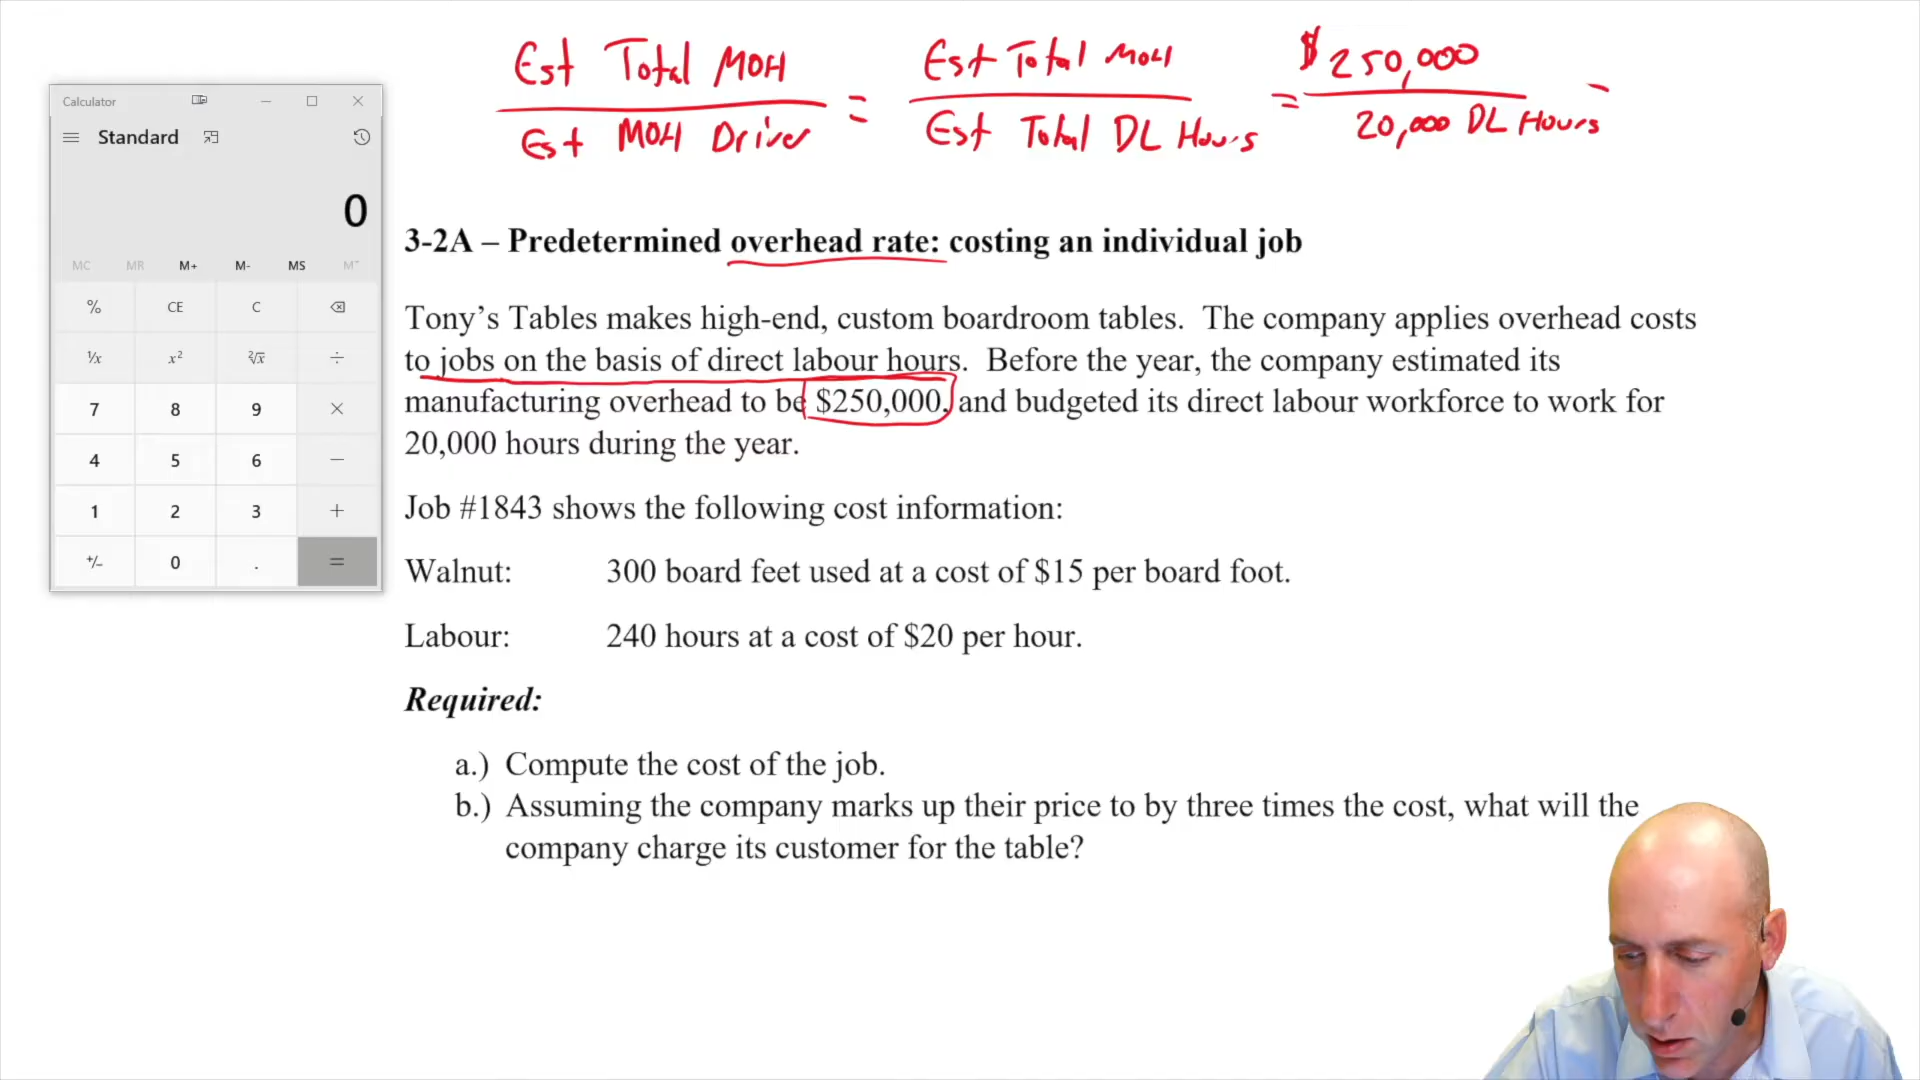 Est Total MOH = Est Total MOH = $250,000 =
Est MOH Driver Est Total DL Hours 20,000 DL Hours
Calculator
Standard
0
MC MR M+ M- MS M
% CE C
¹/x x² ²√x ÷
7 8 9 ×
4 5 6 −
1 2 3 +
+/- 0 . =
3-2A – Predetermined overhead rate: costing an individual job
Tony’s Tables makes high-end, custom boardroom tables. The company applies overhead costs
to jobs on the basis of direct labour hours. Before the year, the company estimated its
manufacturing overhead to be $250,000, and budgeted its direct labour workforce to work for
20,000 hours during the year.
Job #1843 shows the following cost information:
Walnut: 300 board feet used at a cost of $15 per board foot.
Labour: 240 hours at a cost of $20 per hour.
Required:
a.) Compute the cost of the job.
b.) Assuming the company marks up their price to by three times the cost, what will the
company charge its customer for the table?